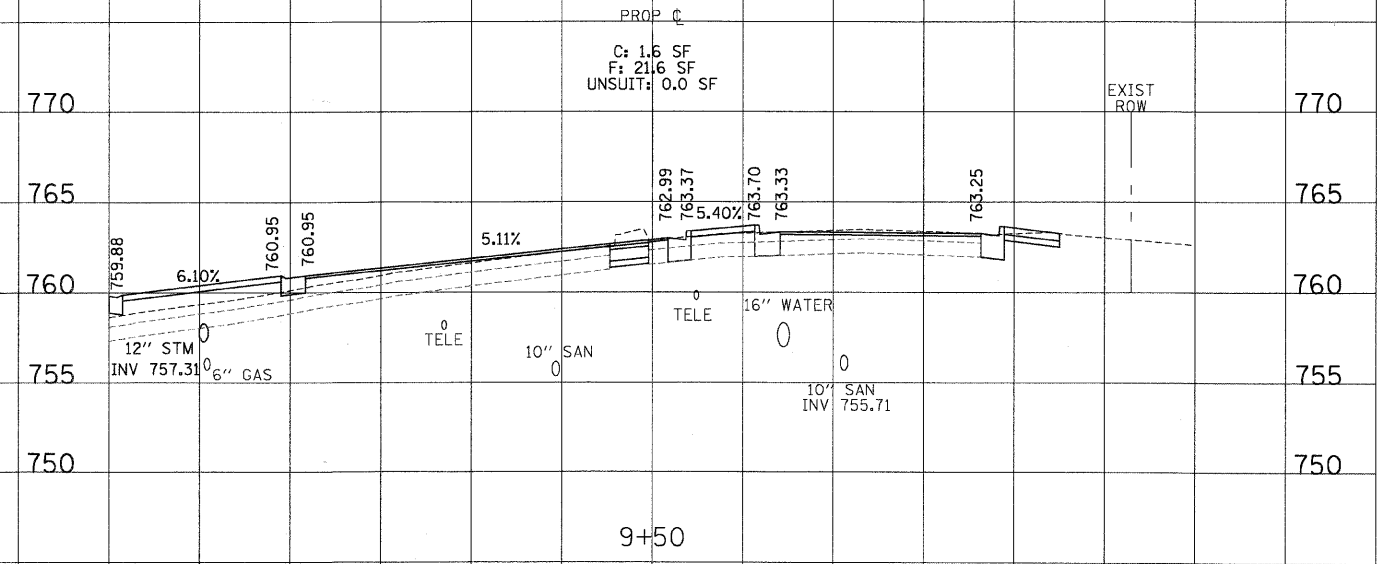 PROP ℄
C: 1.6 SF
F: 21.6 SF
UNSUIT: 0.0 SF
EXIST
ROW
770
770
765
765
760
760
755
755
750
750
759.88
6.10%
760.95
760.95
5.11%
762.99
763.37
5.40%
763.70
763.33
763.25
12" STM
INV 757.31
6" GAS
TELE
10" SAN
TELE
16" WATER
10" SAN
INV 755.71
9+50